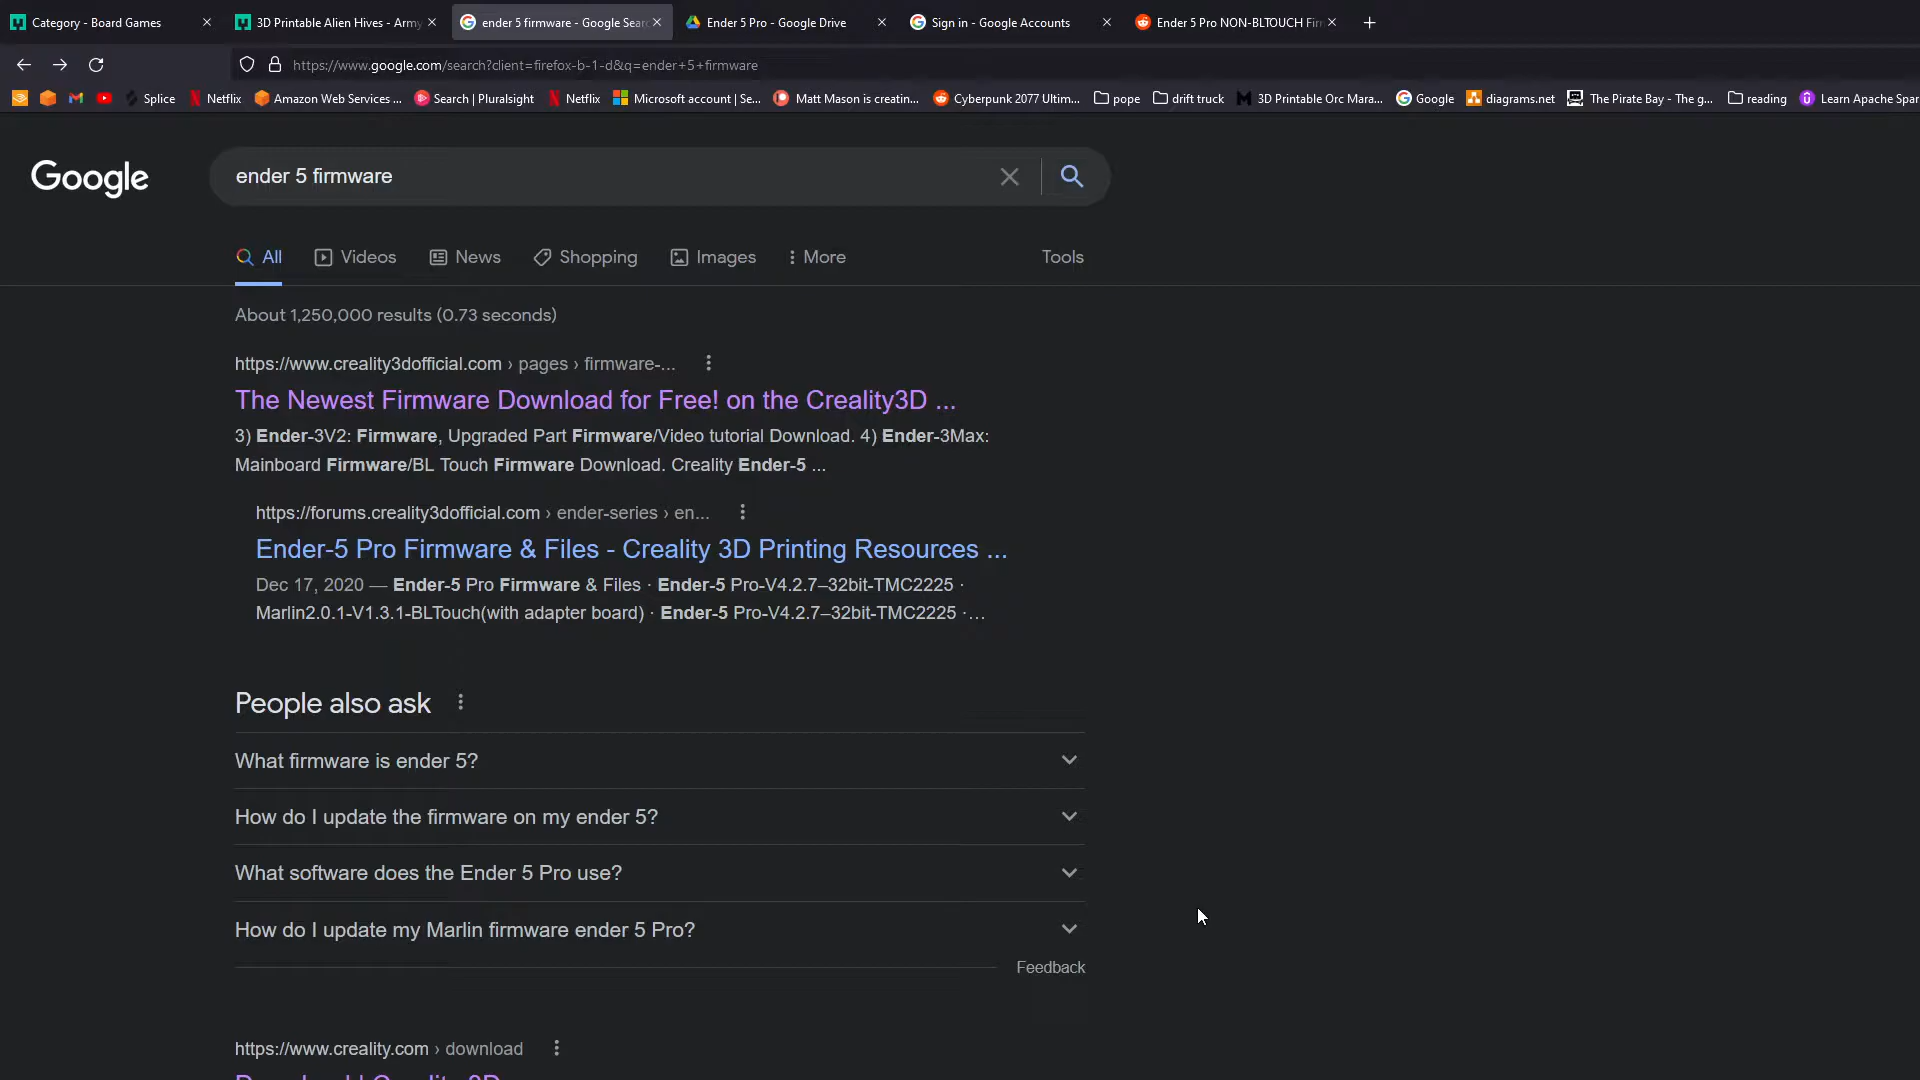 Category - Board Games
3D Printable Alien Hives - Army
ender 5 firmware - Google Sear
Ender 5 Pro - Google Drive
Sign in - Google Accounts
Ender 5 Pro NON-BLTOUCH Fir
https://www.google.com/search?client=firefox-b-1-d&q=ender+5+firmware
Splice
Netflix
Amazon Web Services ...
Search | Pluralsight
Netflix
Microsoft account | Se...
Matt Mason is creatin...
Cyberpunk 2077 Ultim...
pope
drift truck
3D Printable Orc Mara...
Google
diagrams.net
The Pirate Bay - The g...
reading
Learn Apache Spar
Google
ender 5 firmware
All
Videos
News
Shopping
Images
More
Tools
About 1,250,000 results (0.73 seconds)
https://www.creality3dofficial.com › pages › firmware-...
The Newest Firmware Download for Free! on the Creality3D ...
3) Ender-3V2: Firmware, Upgraded Part Firmware/Video tutorial Download. 4) Ender-3Max:
Mainboard Firmware/BL Touch Firmware Download. Creality Ender-5 ...
https://forums.creality3dofficial.com › ender-series › en...
Ender-5 Pro Firmware & Files - Creality 3D Printing Resources ...
Dec 17, 2020 — Ender-5 Pro Firmware & Files · Ender-5 Pro-V4.2.7–32bit-TMC2225 ·
Marlin2.0.1-V1.3.1-BLTouch(with adapter board) · Ender-5 Pro-V4.2.7–32bit-TMC2225 ·...
People also ask
What firmware is ender 5?
How do I update the firmware on my ender 5?
What software does the Ender 5 Pro use?
How do I update my Marlin firmware ender 5 Pro?
Feedback
https://www.creality.com › download